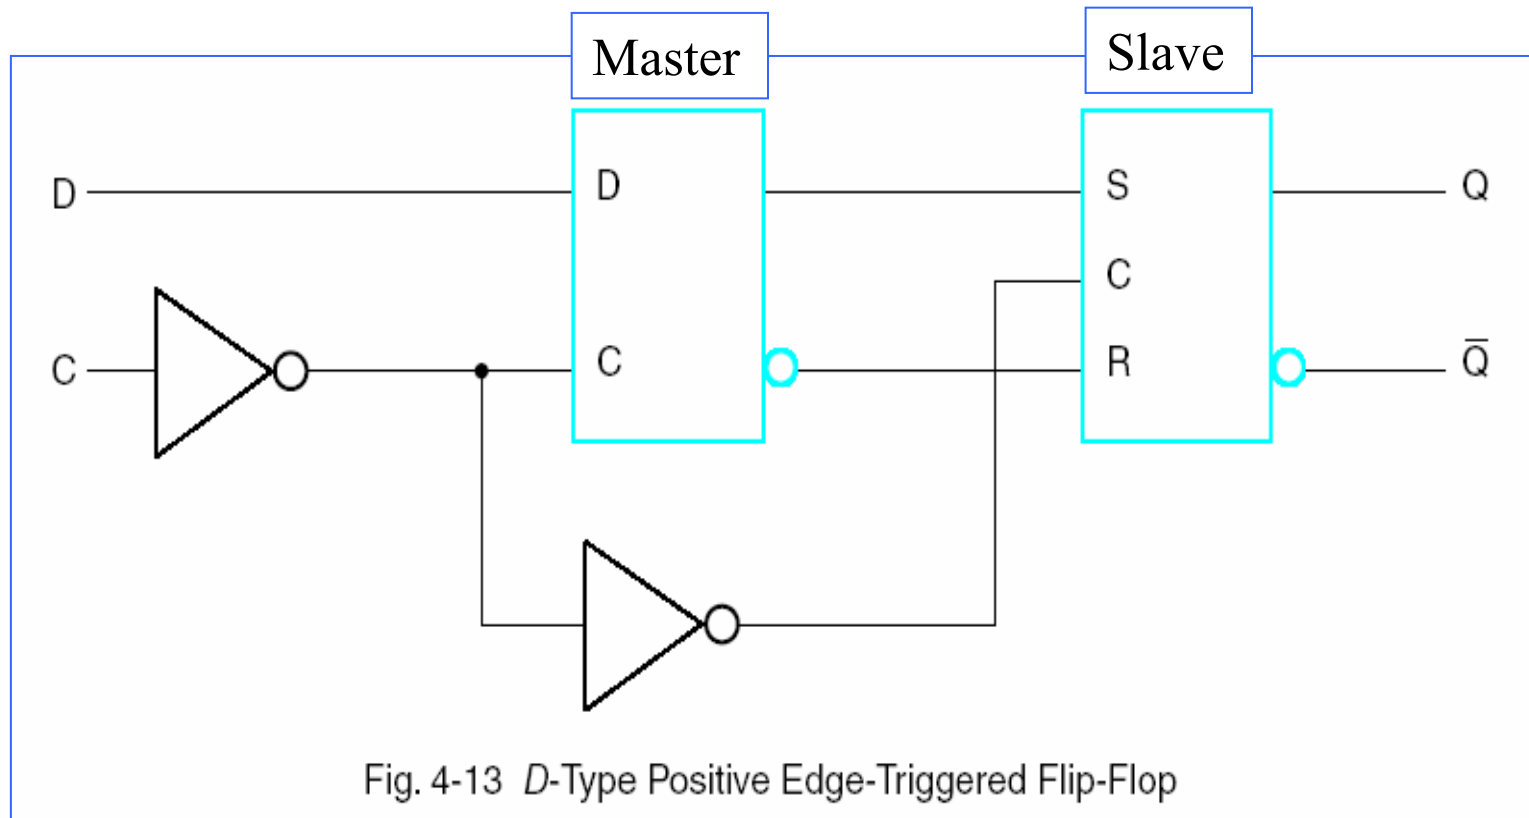 Master
Slave
D
D
S
Q
C
C
C
R
Q̅
Fig. 4-13 D-Type Positive Edge-Triggered Flip-Flop